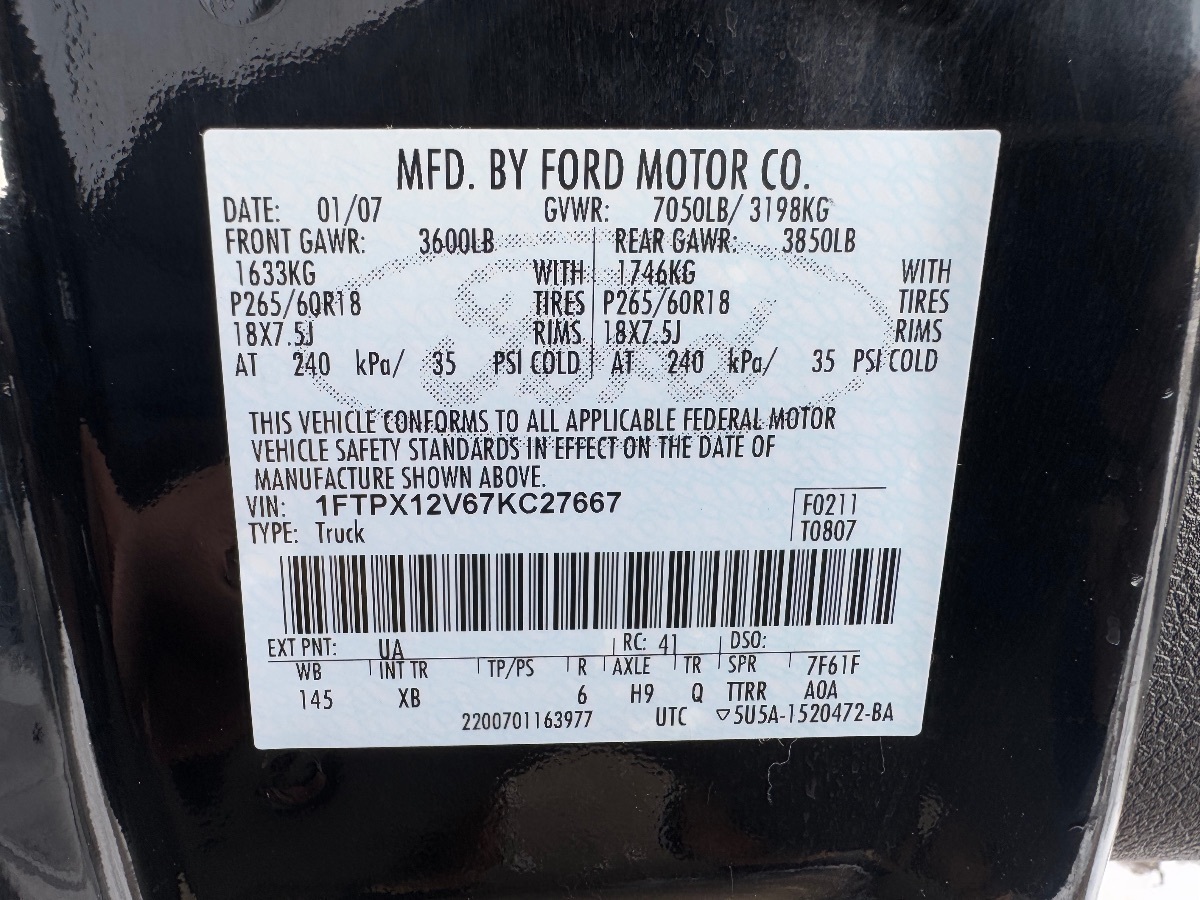 MFD. BY FORD MOTOR CO.
DATE: 01/07 GVWR: 7050LB/ 3198KG
FRONT GAWR: 3600LB REAR GAWR: 3850LB
1633KG WITH 1746KG WITH
P265/60R18 TIRES P265/60R18 TIRES
18X7.5J RIMS 18X7.5J RIMS
AT 240 kPa/ 35 PSI COLD AT 240 kPa/ 35 PSI COLD
Ford
THIS VEHICLE CONFORMS TO ALL APPLICABLE FEDERAL MOTOR
VEHICLE SAFETY STANDARDS IN EFFECT ON THE DATE OF
MANUFACTURE SHOWN ABOVE.
VIN: 1FTPX12V67KC27667 F0211
TYPE: Truck T0807
EXT PNT: UA RC: 41 DSO:
WB INT TR TP/PS R AXLE TR SPR 7F61F
145 XB 6 H9 Q TTRR A0A
2200701163977 UTC ▽5U5A-1520472-BA